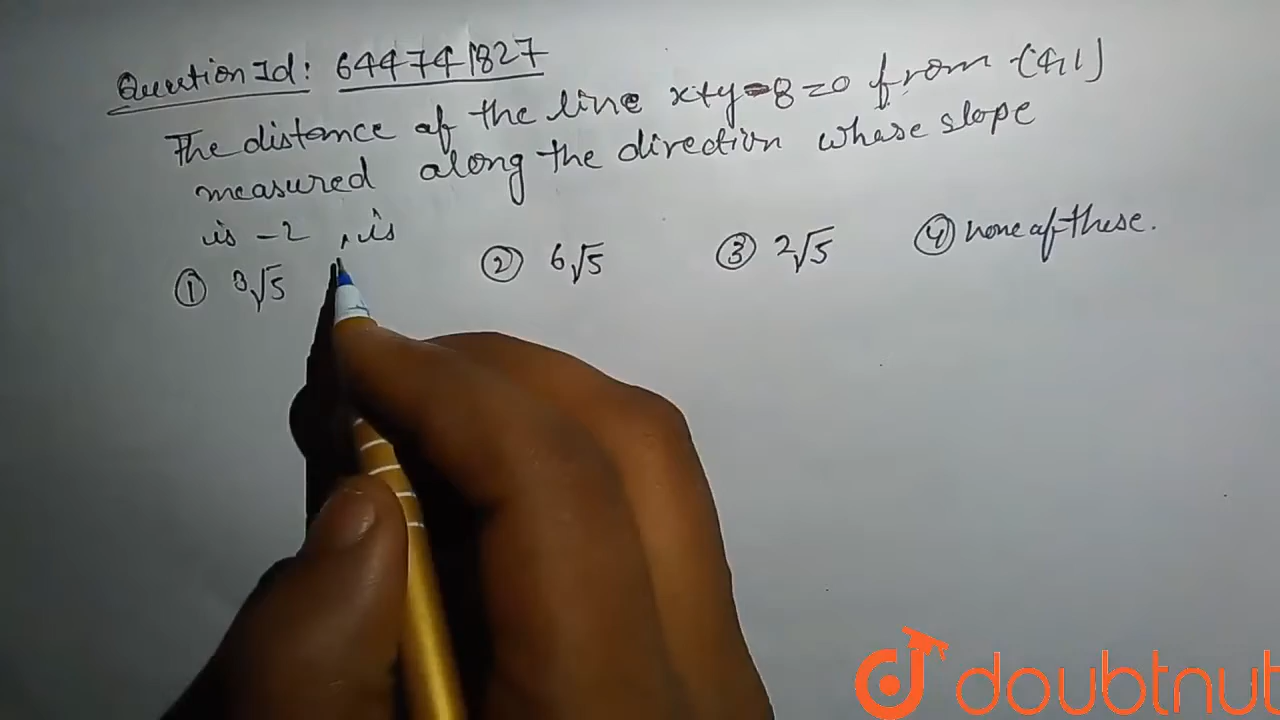 Question Id: 644741827
The distance of the line x+y-8=0 from (4,1)
measured along the direction whose slope
is -2, is
① 3√5 ② 6√5 ③ 2√5 ④ none of these.
doubtnut